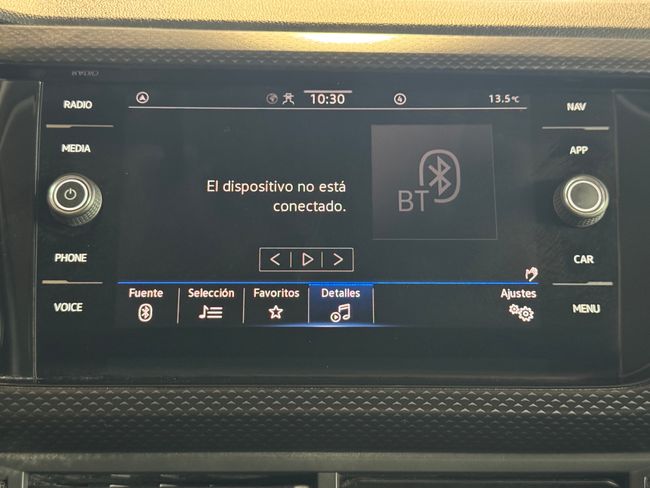 RADIO
10:30
4
13.5°C
NAV
MEDIA
APP
El dispositivo no está
conectado.
BT
PHONE
CAR
VOICE
Fuente
Selección
Favoritos
Detalles
Ajustes
MENU